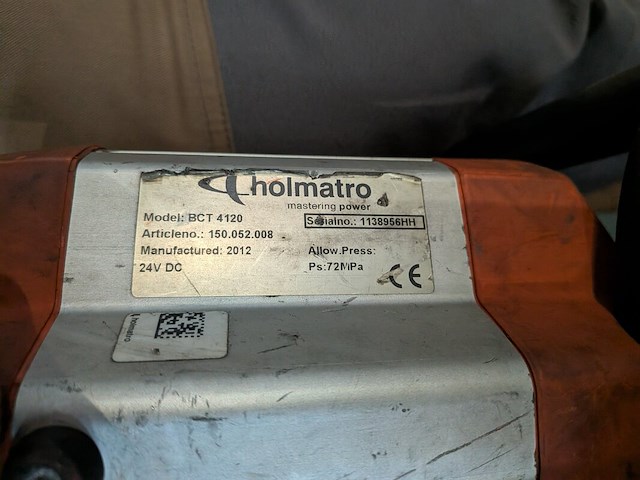 holmatro
mastering power
Model: BCT 4120
Serialno.: 1138956HH
Articleno.: 150.052.008
Manufactured: 2012
Allow.Press:
24V DC
Ps:72MPa
CE
holmatro